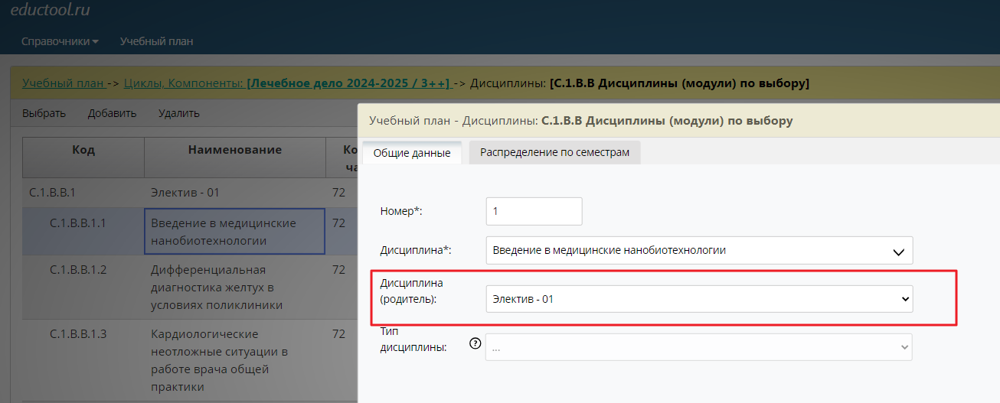 eductool.ru
Справочники Учебный план
Учебный план -> Циклы, Компоненты: [Лечебное дело 2024-2025 / 3++] -> Дисциплины: [С.1.В.В Дисциплины (модули) по выбору]
Выбрать Добавить Удалить
Код Наименование
С.1.В.В.1 Электив - 01 72
С.1.В.В.1.1 Введение в медицинские 72
нанобиотехнологии
С.1.В.В.1.2 Дифференциальная 72
диагностика желтух в
условиях поликлиники
С.1.В.В.1.3 Кардиологические 72
неотложные ситуации в
работе врача общей
практики
Учебный план - Дисциплины: С.1.В.В Дисциплины (модули) по выбору
Общие данные Распределение по семестрам
Номер*: 1
Дисциплина*: Введение в медицинские нанобиотехнологии
Дисциплина
(родитель): Электив - 01
Тип
дисциплины: ? ...